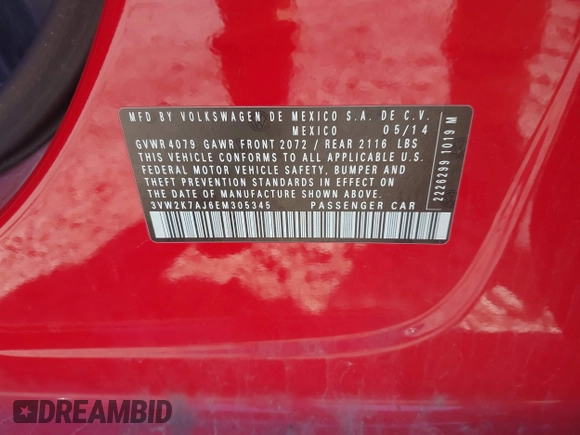 MFD BY VOLKSWAGEN DE MEXICO S.A. DE C.V.
MEXICO 05/14
GVWR 4079 GAWR FRONT 2072 / REAR 2116 LBS
THIS VEHICLE CONFORMS TO ALL APPLICABLE U.S.
FEDERAL MOTOR VEHICLE SAFETY, BUMPER AND
THEFT PREVENTION STANDARDS IN EFFECT ON
THE DATE OF MANUFACTURE SHOWN ABOVE.
3VW2K7AJ6EM305345 PASSENGER CAR
2226299 1019 M
DREAMBID